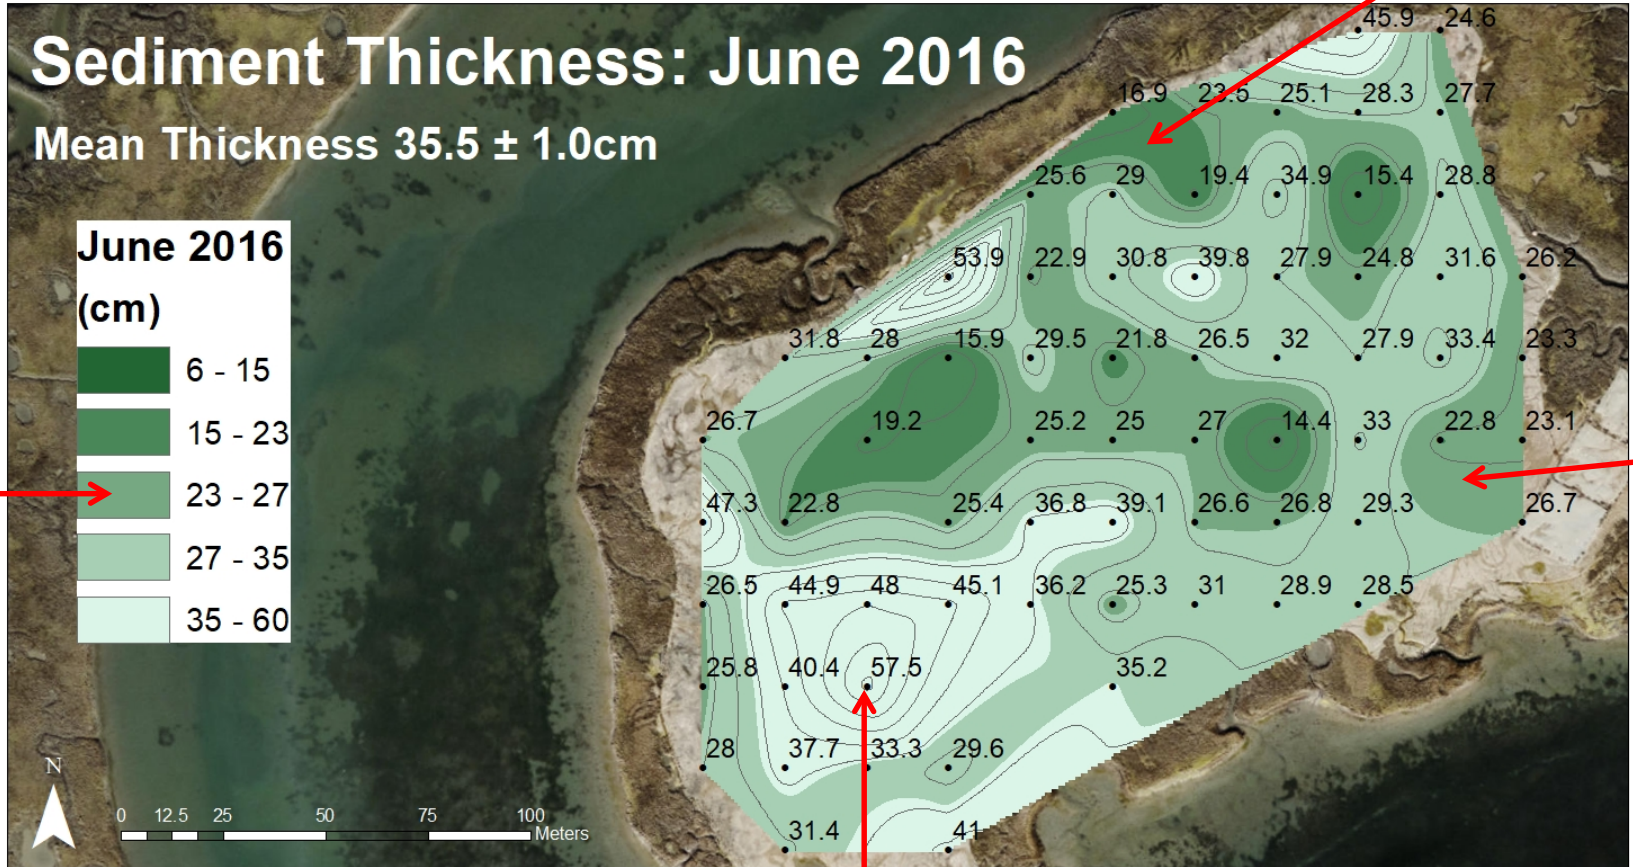 Sediment Thickness: June 2016
Mean Thickness 35.5 ± 1.0cm
June 2016
(cm)
6 - 15
15 - 23
23 - 27
27 - 35
35 - 60
45.9 24.6
16.9 23.5 25.1 28.3 27.7
25.6 29 19.4 34.9 15.4 28.8
53.9 22.9 30.8 39.8 27.9 24.8 31.6 26.2
31.8 28 15.9 29.5 21.8 26.5 32 27.9 33.4 23.3
26.7 19.2 25.2 25 27 14.4 33 22.8 23.1
47.3 22.8 25.4 36.8 39.1 26.6 26.8 29.3 26.7
26.5 44.9 48 45.1 36.2 25.3 31 28.9 28.5
25.8 40.4 57.5 35.2
28 37.7 33.3 29.6
31.4 41
N
0 12.5 25 50 75 100
Meters